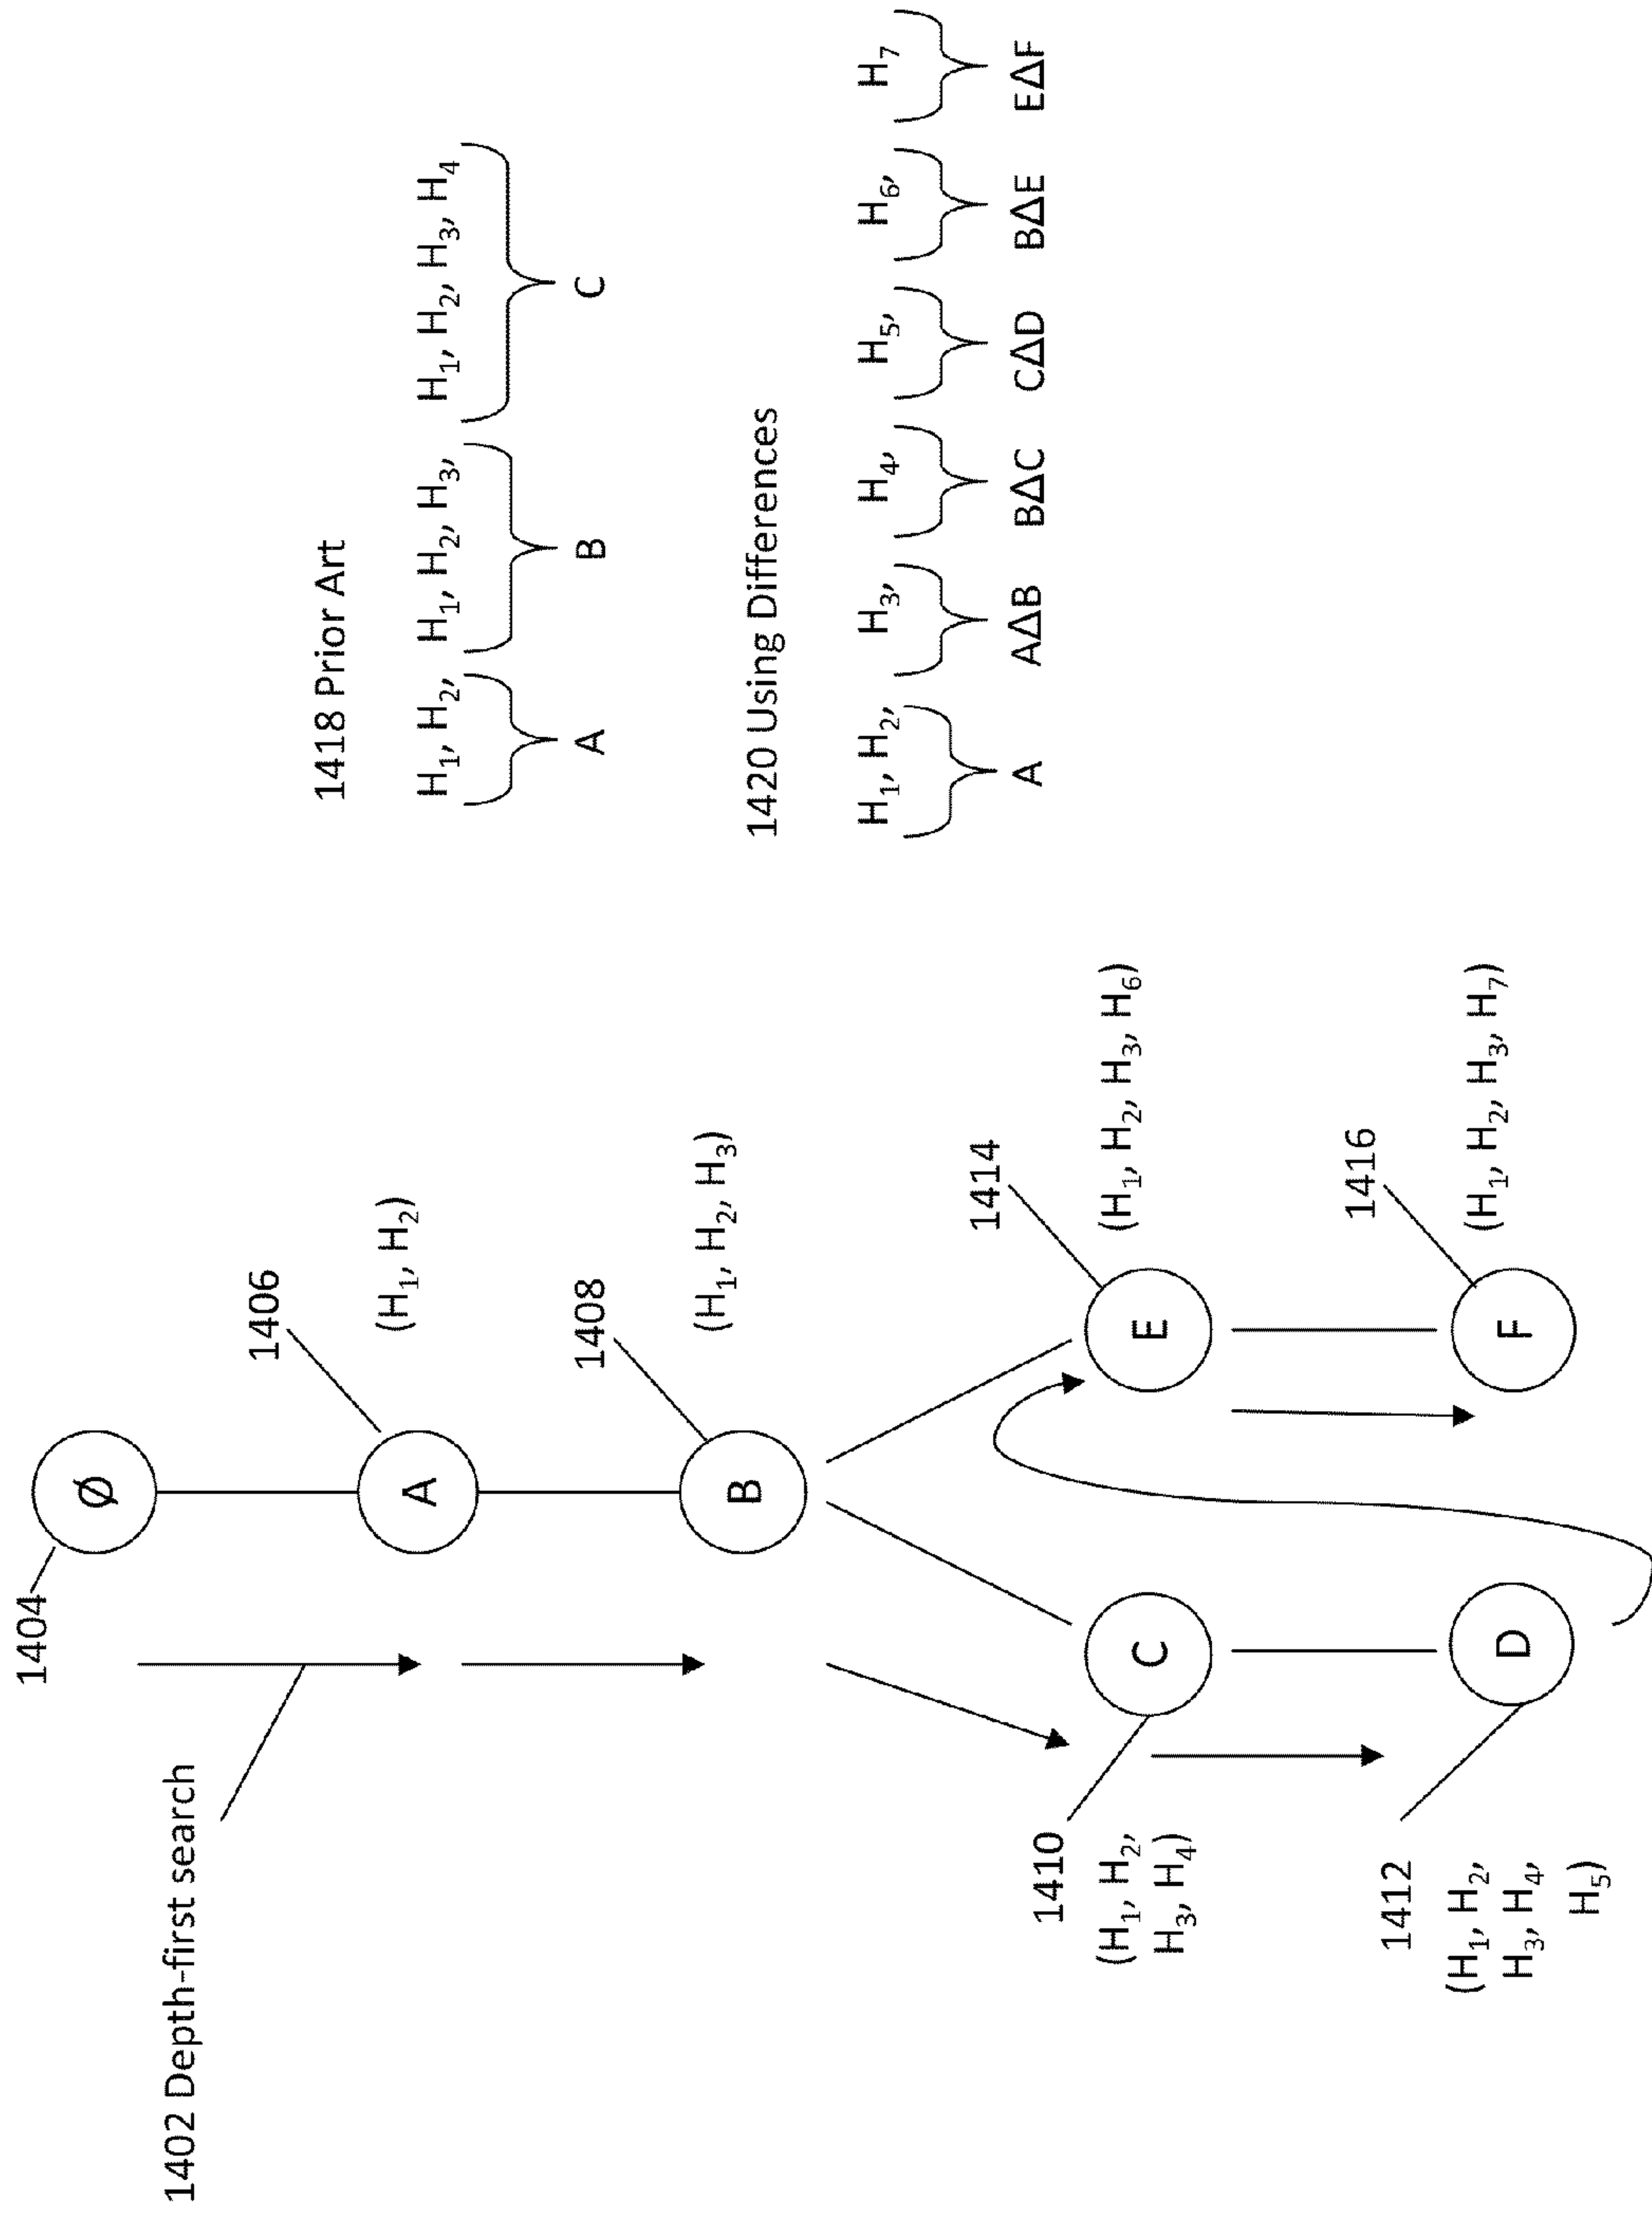 1402 Depth-first search
1404
Ø
1406
A
(H₁, H₂)
1408
B
(H₁, H₂, H₃)
1410
(H₁, H₂,
H₃, H₄)
C
1414
E
(H₁, H₂, H₃, H₆)
1412
(H₁, H₂,
H₃, H₄,
H₅)
D
1416
F
(H₁, H₂, H₃, H₇)
1418 Prior Art
H₁, H₂, H₁, H₂, H₃, H₁, H₂, H₃, H₄
A B C
1420 Using Differences
H₁, H₂, H₃, H₄, H₅, H₆, H₇
A AΔB BΔC CΔD BΔE EΔF